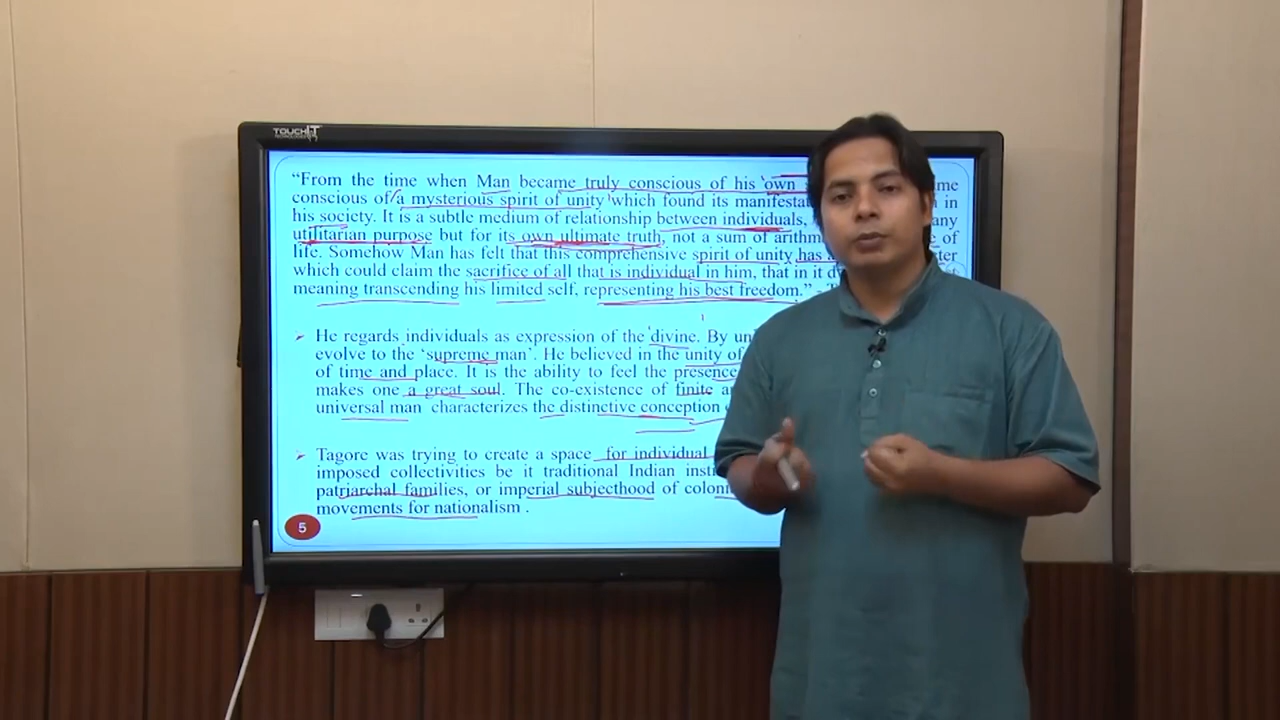 TOUCHIT
“From the time when Man became truly conscious of his own
conscious of a mysterious spirit of unity which found its in
his society. It is a subtle medium of relationship between individuals, any
utilitarian purpose but for its own ultimate truth, not a sum of of
life. Somehow Man has felt that this comprehensive spirit of unity has
which could claim the sacrifice of all that is individual in him, that in it
meaning transcending his limited self, representing his best freedom.” -
➢ He regards individuals as expression of the ‘divine. By
evolve to the ‘supreme man’. He believed in the unity of
of time and place. It is the ability to feel the presence
makes one a great soul. The co-existence of finite
universal man characterizes the distinctive conception
➢ Tagore was trying to create a space for individual
imposed collectivities be it traditional Indian
patriarchal families, or imperial subjecthood of
movements for nationalism .
5